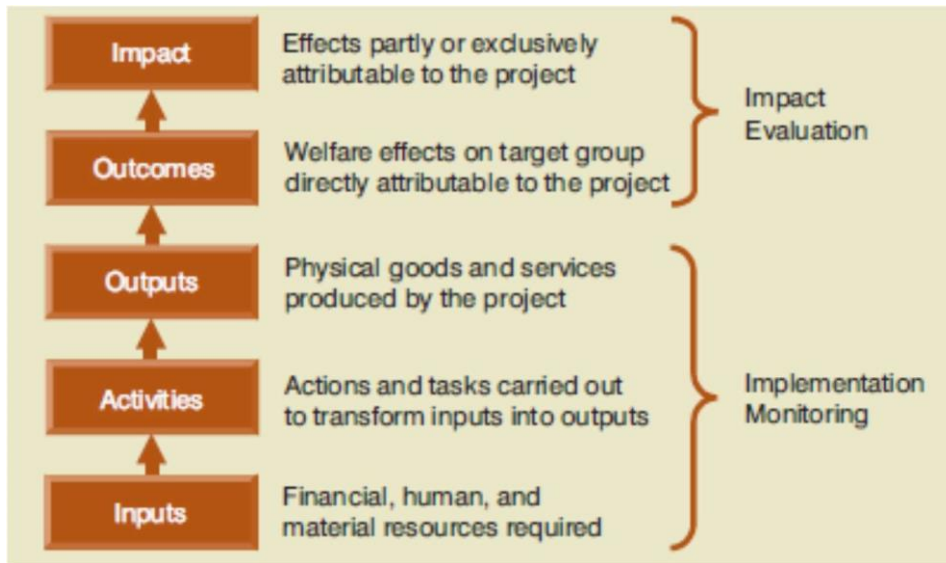 Impact
Effects partly or exclusively
attributable to the project
Outcomes
Welfare effects on target group
directly attributable to the project
Impact
Evaluation
Outputs
Physical goods and services
produced by the project
Activities
Actions and tasks carried out
to transform inputs into outputs
Inputs
Financial, human, and
material resources required
Implementation
Monitoring